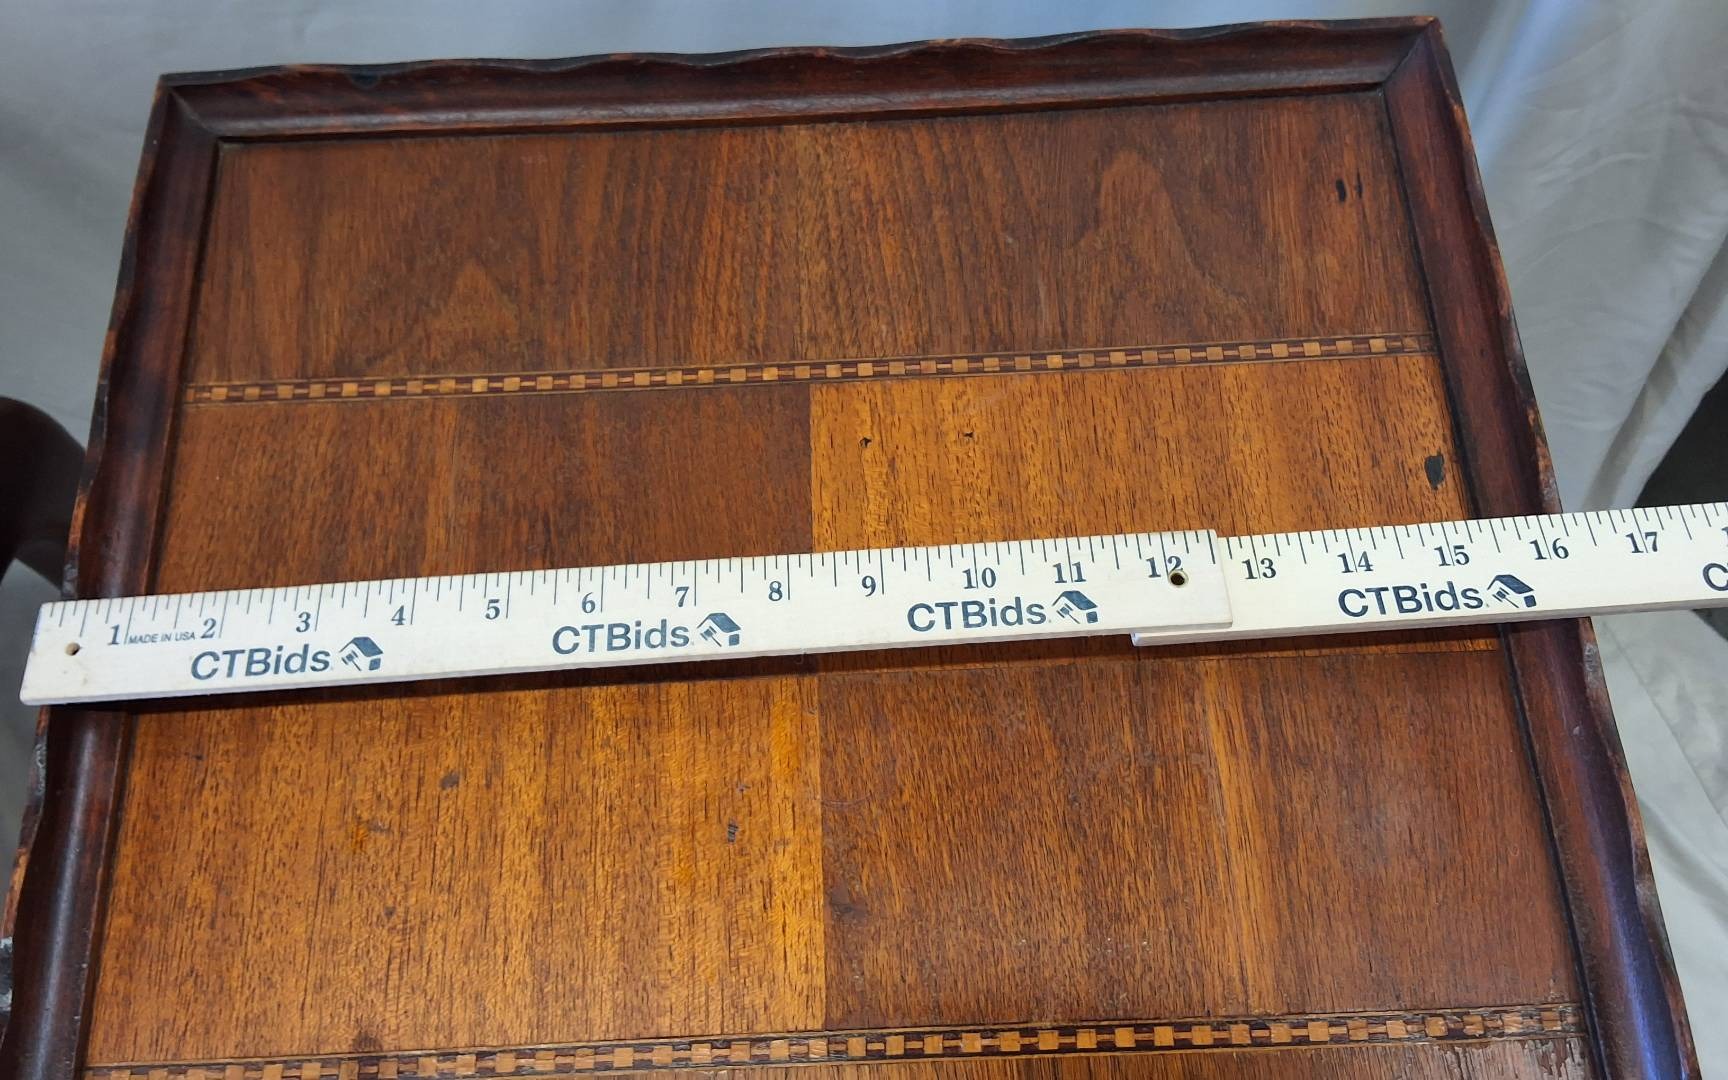 1 2 3 4 5 6 7 8 9 10 11 12 13 14 15 16 17
MADE IN USA
CTBids CTBids CTBids CTBids